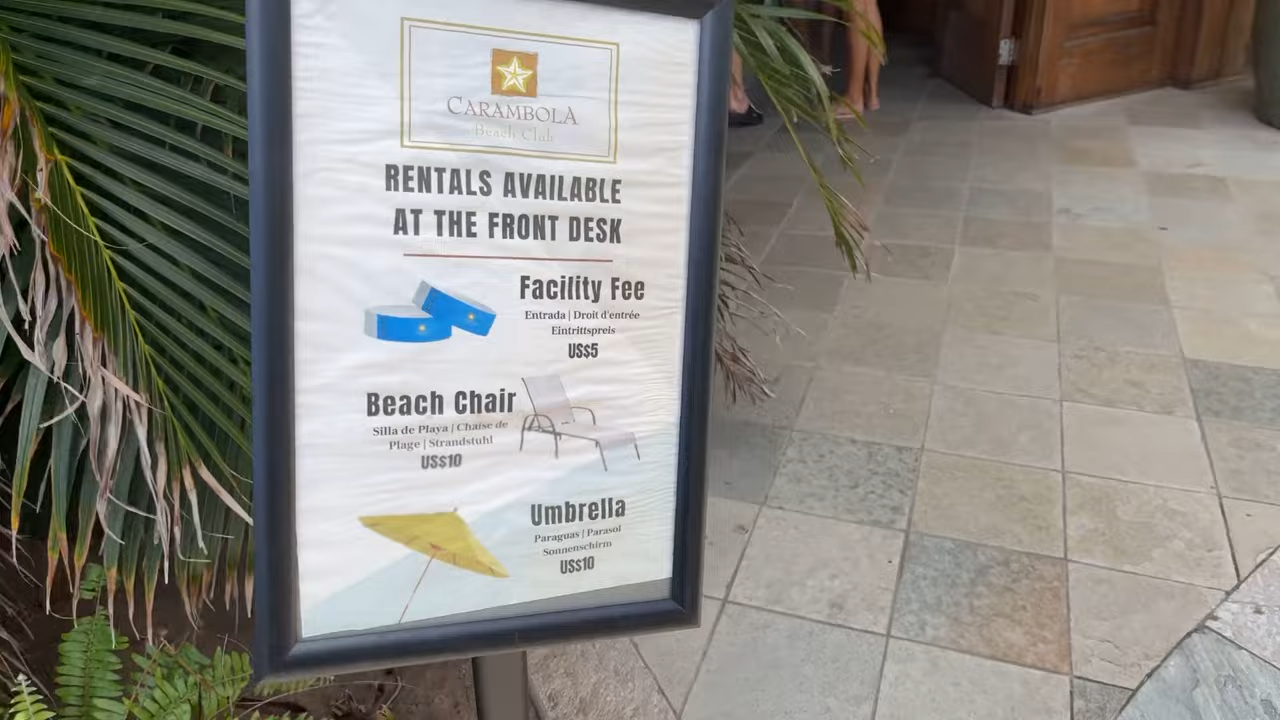 CARAMBOLA
Beach Club
RENTALS AVAILABLE
AT THE FRONT DESK
Facility Fee
Entrada | Droit d'entrée
Eintrittspreis
US$5
Beach Chair
Silla de Playa | Chaise de
Plage | Strandstuhl
US$10
Umbrella
Paraguas | Parasol
Sonnenschirm
US$10